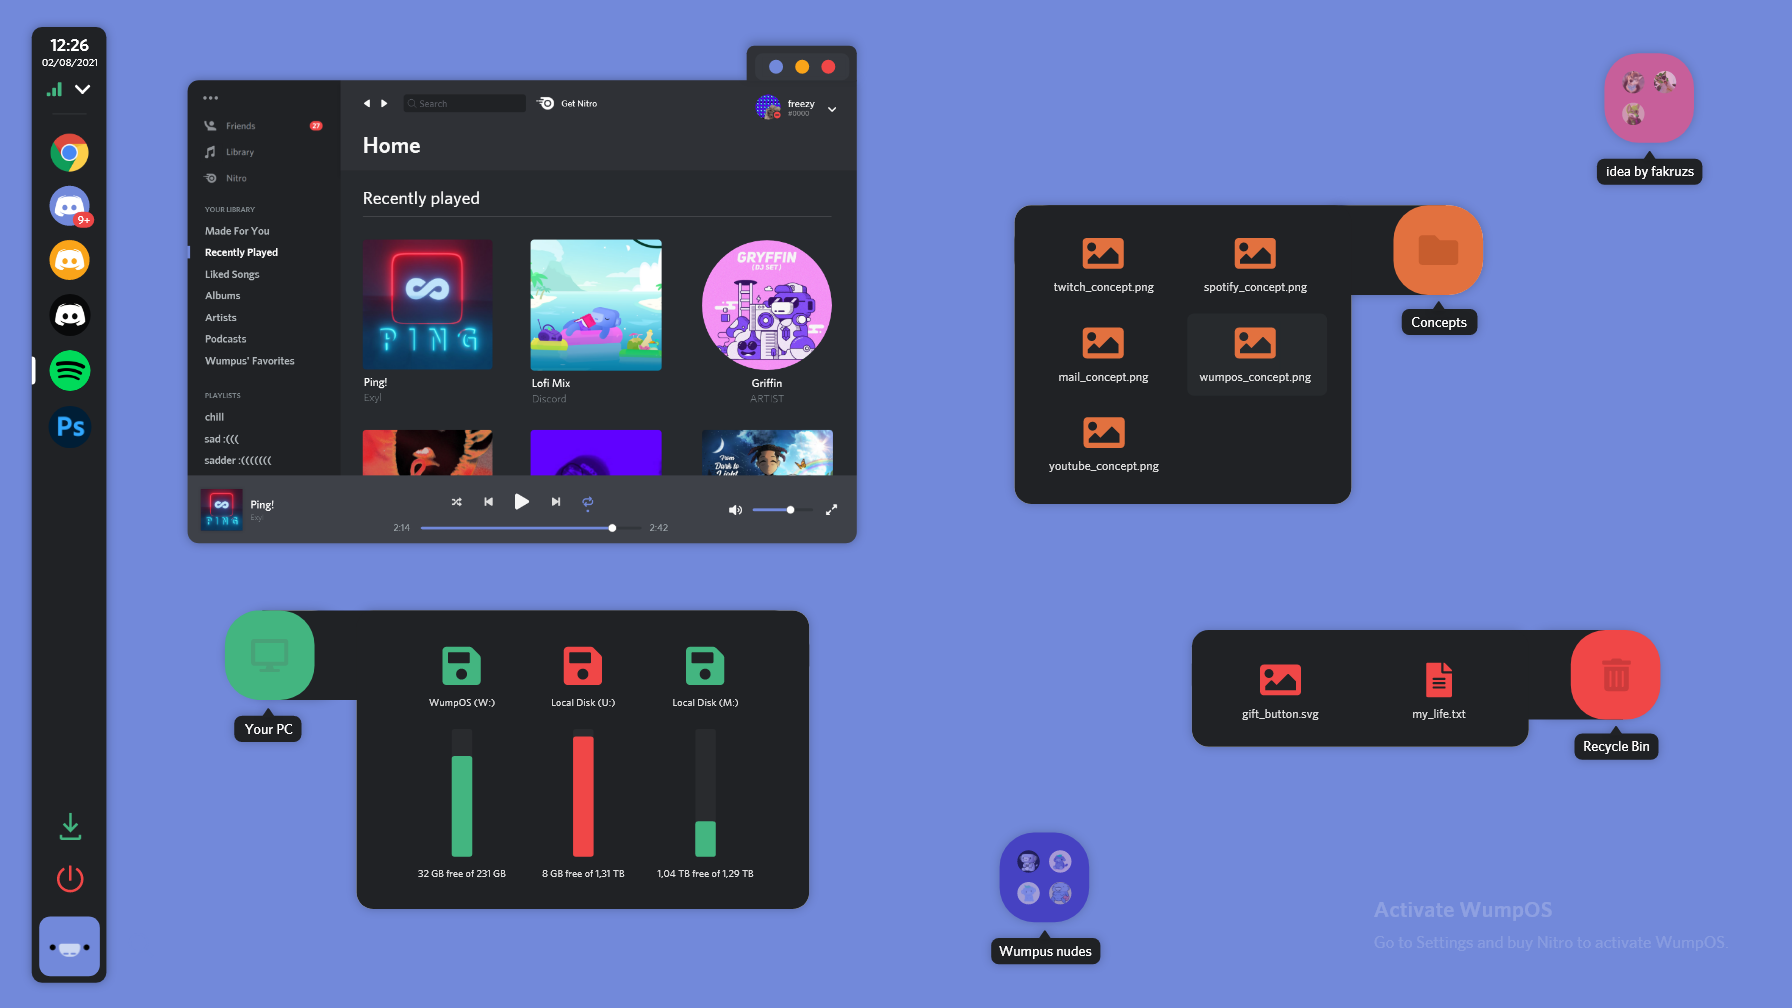 12:26
02/08/2021
9+
Ps
Friends
27
Library
Nitro
YOUR LIBRARY
Made For You
Recently Played
Liked Songs
Albums
Artists
Podcasts
Wumpus' Favorites
PLAYLISTS
chill
sad :(((
sadder :(((((((
Search
Get Nitro
freezy
#0000
Home
Recently played
PING
Ping!
Exyl
Lofi Mix
Discord
GRYFFIN
(DJ SET)
Griffin
ARTIST
From
Dark to
Light
PING
Ping!
Exyl
2:14
2:42
idea by fakruzs
twitch_concept.png
spotify_concept.png
mail_concept.png
wumpos_concept.png
youtube_concept.png
Concepts
Your PC
WumpOS (W:)
Local Disk (U:)
Local Disk (M:)
32 GB free of 231 GB
8 GB free of 1,31 TB
1,04 TB free of 1,29 TB
gift_button.svg
my_life.txt
Recycle Bin
Wumpus nudes
Activate WumpOS
Go to Settings and buy Nitro to activate WumpOS.